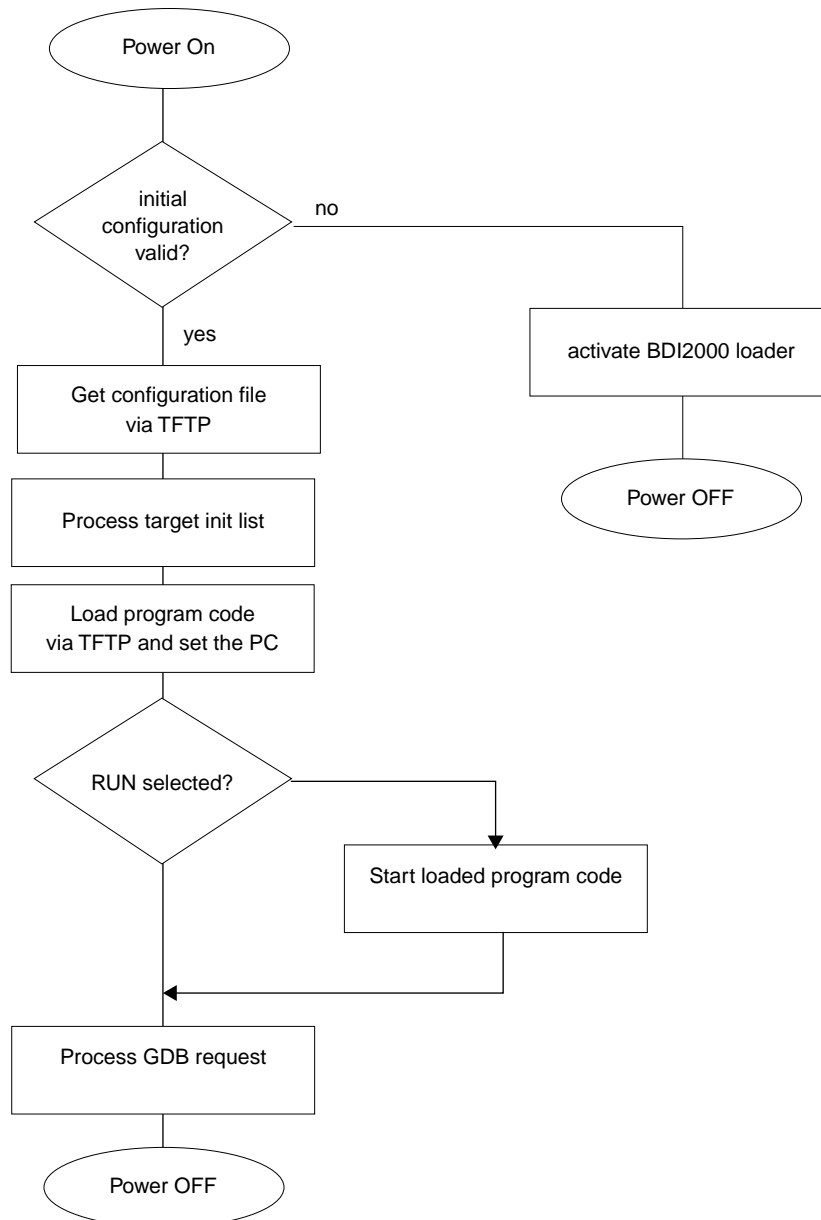 Power On
initial
configuration
valid?
no
yes
activate BDI2000 loader
Get configuration file
via TFTP
Power OFF
Process target init list
Load program code
via TFTP and set the PC
RUN selected?
Start loaded program code
Process GDB request
Power OFF